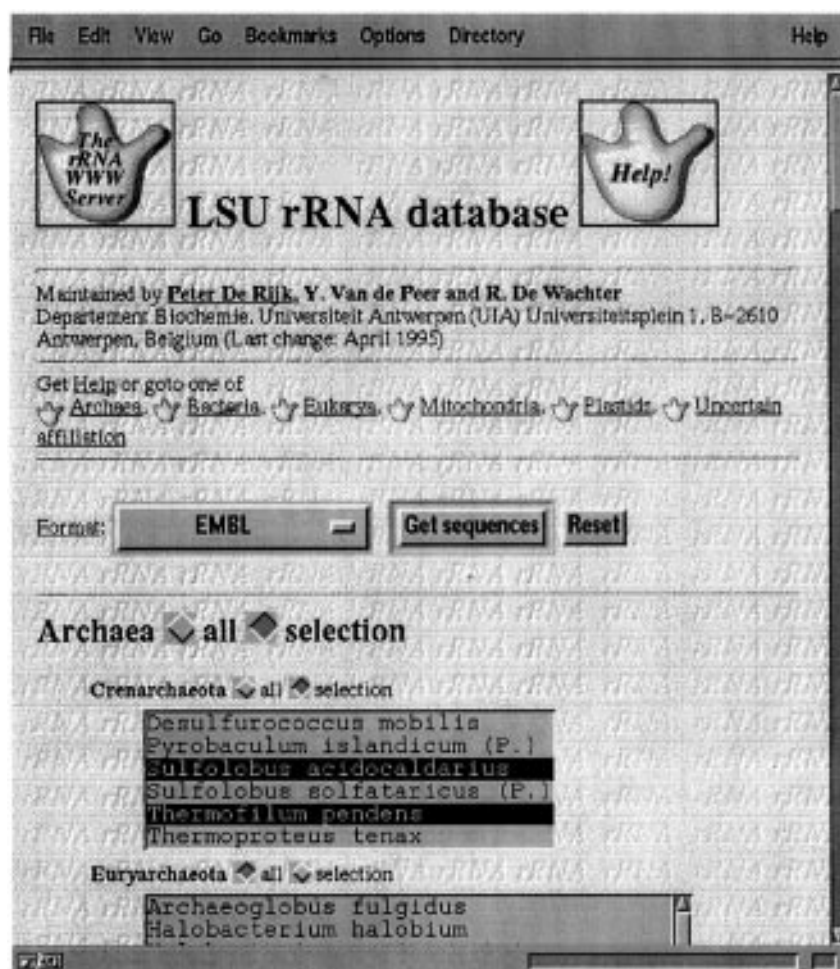 File Edit View Go Bookmarks Options Directory Help
The
rRNA
WWW
Server
LSU rRNA database
Help!
Maintained by Peter De Rijk, Y. Van de Peer and R. De Wachter
Departement Biochemie, Universiteit Antwerpen (UIA) Universiteitsplein 1, B-2610
Antwerpen, Belgium (Last change: April 1995)
Get Help or goto one of
Archaea, Bacteria, Eukarya, Mitochondria, Plastids, Uncertain
affiliation
Format: EMBL Get sequences Reset
Archaea all selection
Crenarchaeota all selection
Desulfurococcus mobilis
Pyrobaculum islandicum (P.)
Sulfolobus acidocaldarius
Sulfolobus solfataricus (P.)
Thermofilum pendens
Thermoproteus tenax
Euryarchaeota all selection
Archaeoglobus fulgidus
Halobacterium halobium